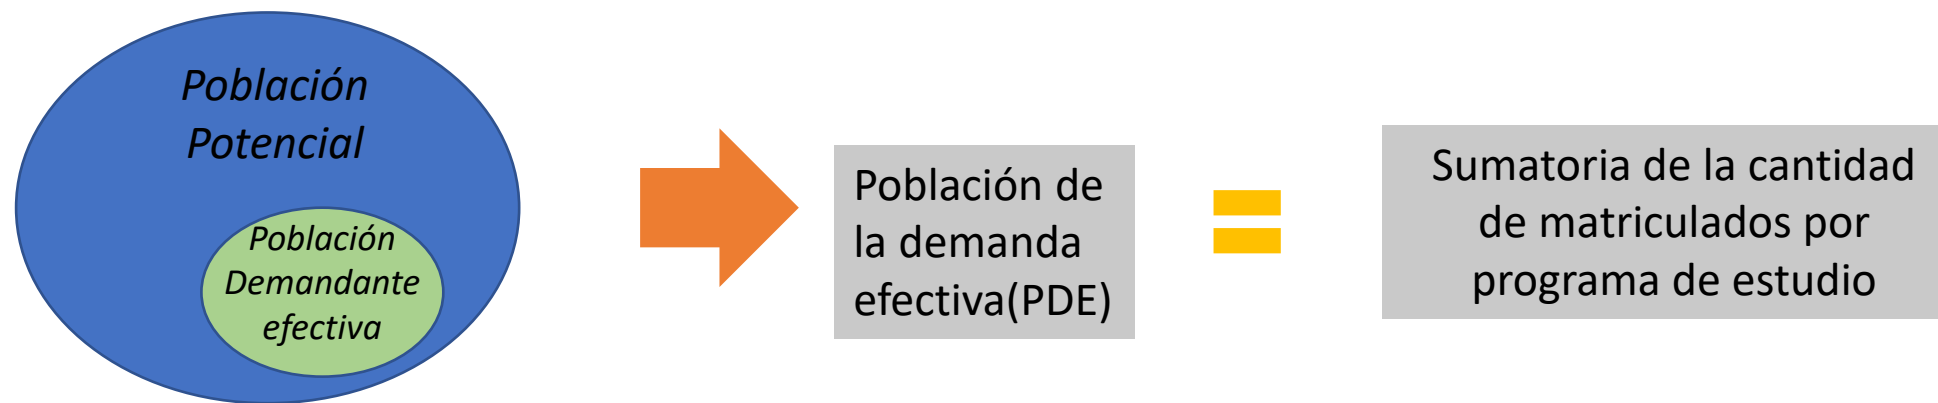 Población
Potencial
Población
Demandante
efectiva
Población de
la demanda
efectiva(PDE)
Sumatoria de la cantidad
de matriculados por
programa de estudio